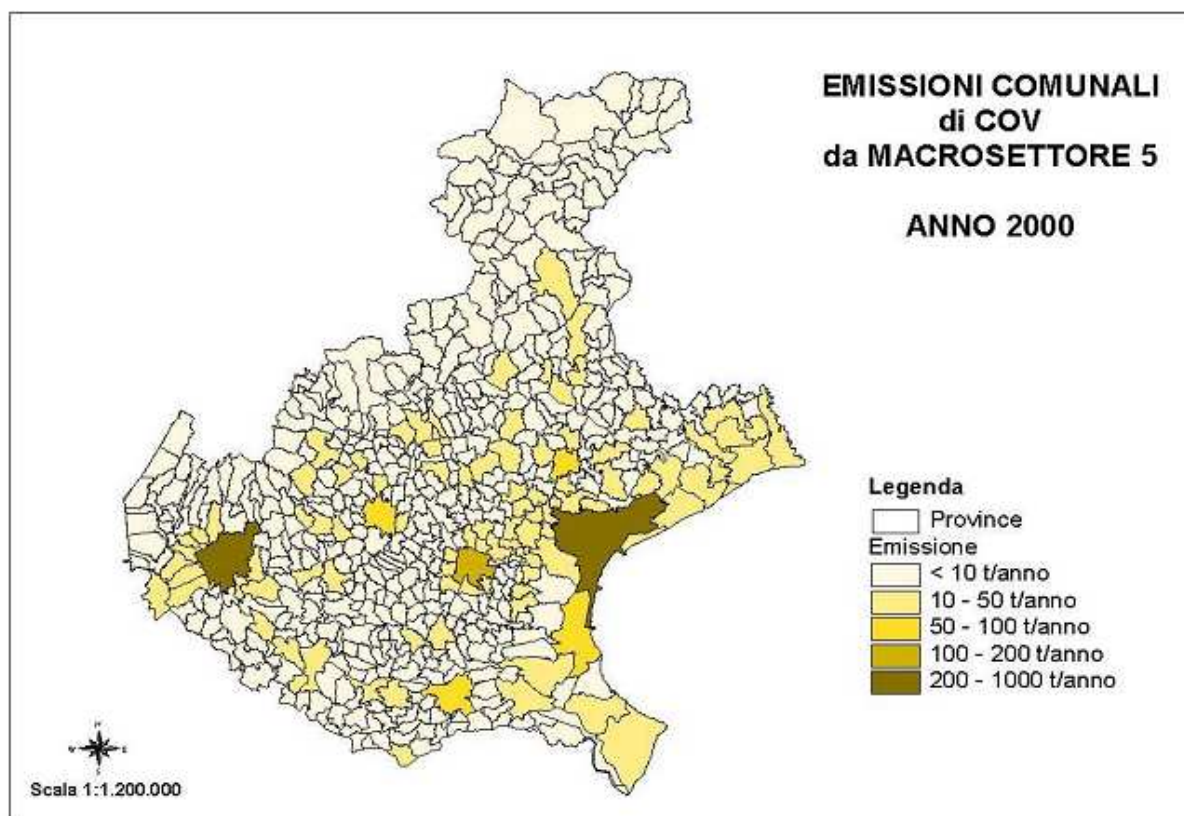 EMISSIONI COMUNALI
di COV
da MACROSETTORE 5
ANNO 2000
Legenda
Province
Emissione
< 10 t/anno
10 - 50 t/anno
50 - 100 t/anno
100 - 200 t/anno
200 - 1000 t/anno
Scala 1:1.200.000